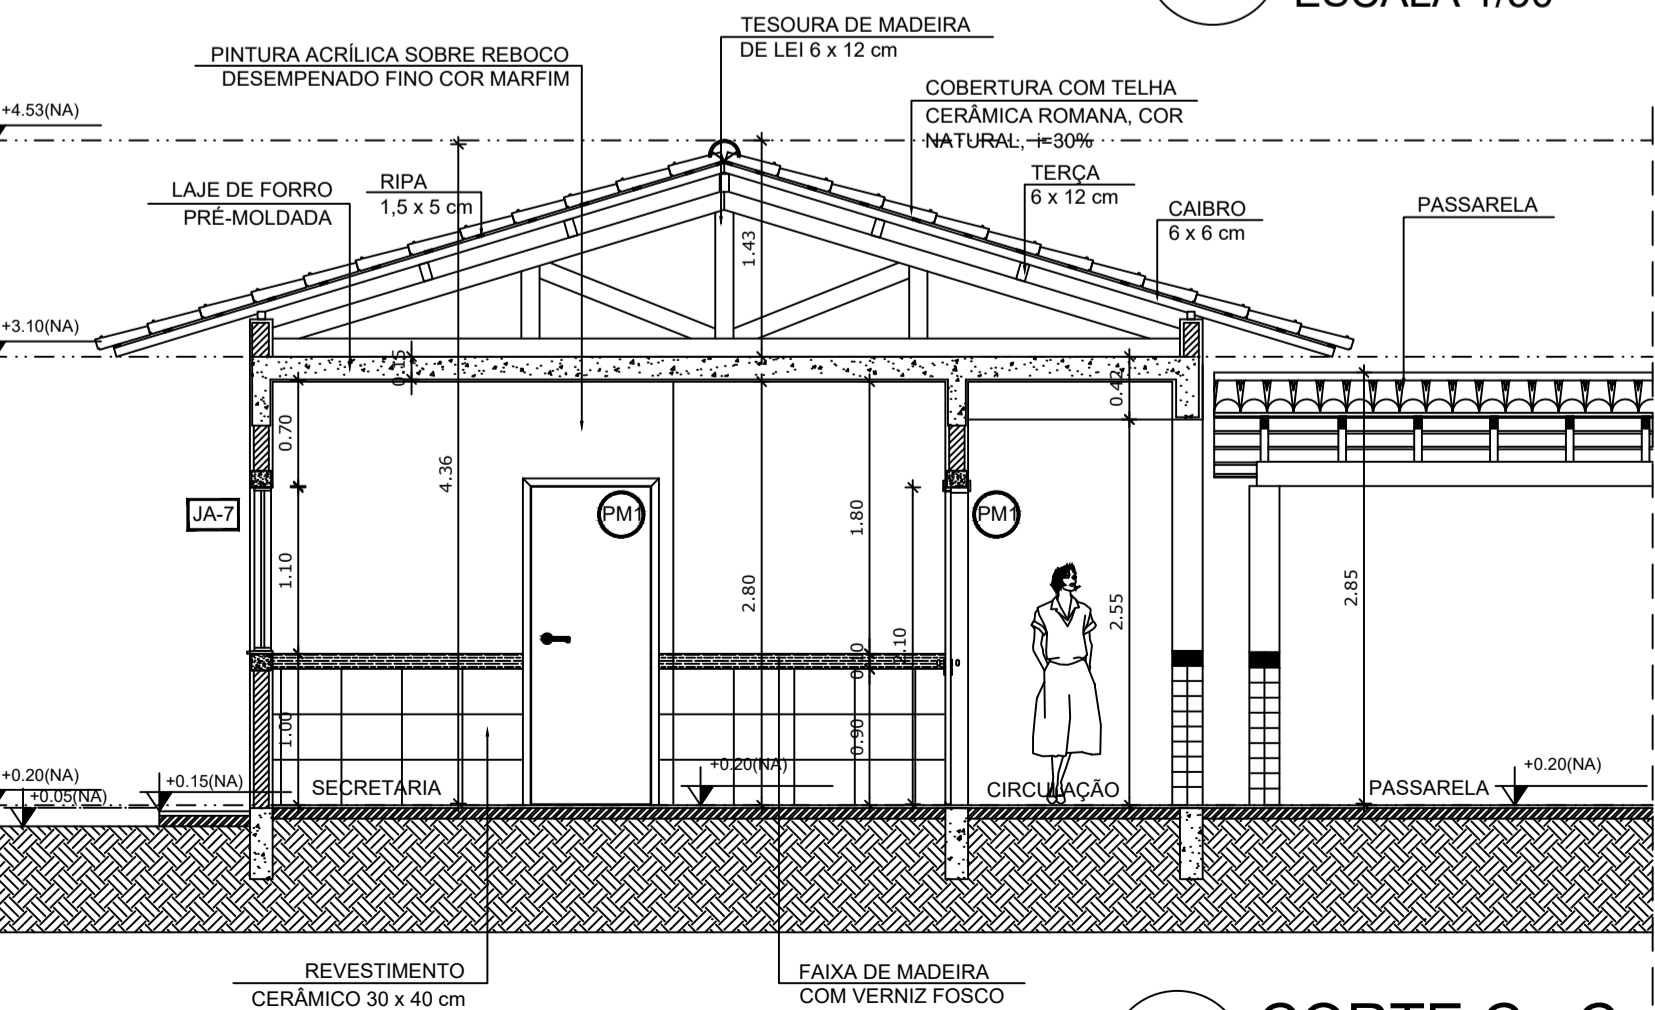 TESOURA DE MADEIRA
DE LEI 6 x 12 cm
PINTURA ACRÍLICA SOBRE REBOCO
DESEMPENADO FINO COR MARFIM
COBERTURA COM TELHA
CERÂMICA ROMANA, COR
NATURAL, i=30%
+4.53(NA)
TERÇA
6 x 12 cm
RIPA
1,5 x 5 cm
LAJE DE FORRO
PRÉ-MOLDADA
CAIBRO
6 x 6 cm
PASSARELA
1.43
+3.10(NA)
0.15
0.42
0.70
4.36
JA-7
PM1
PM1
1.80
1.10
2.80
2.55
2.85
2.10
0.10
1.00
0.90
+0.20(NA)
+0.05(NA)
+0.15(NA)
SECRETARIA
+0.20(NA)
CIRCULAÇÃO
PASSARELA
+0.20(NA)
REVESTIMENTO
CERÂMICO 30 x 40 cm
FAIXA DE MADEIRA
COM VERNIZ FOSCO